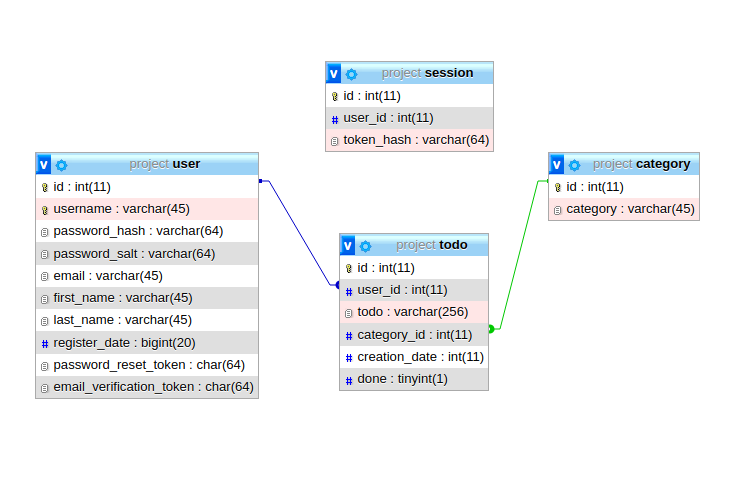 project session
id : int(11)
user_id : int(11)
token_hash : varchar(64)
project user
id : int(11)
username : varchar(45)
password_hash : varchar(64)
password_salt : varchar(64)
email : varchar(45)
first_name : varchar(45)
last_name : varchar(45)
register_date : bigint(20)
password_reset_token : char(64)
email_verification_token : char(64)
project todo
id : int(11)
user_id : int(11)
todo : varchar(256)
category_id : int(11)
creation_date : int(11)
done : tinyint(1)
project category
id : int(11)
category : varchar(45)